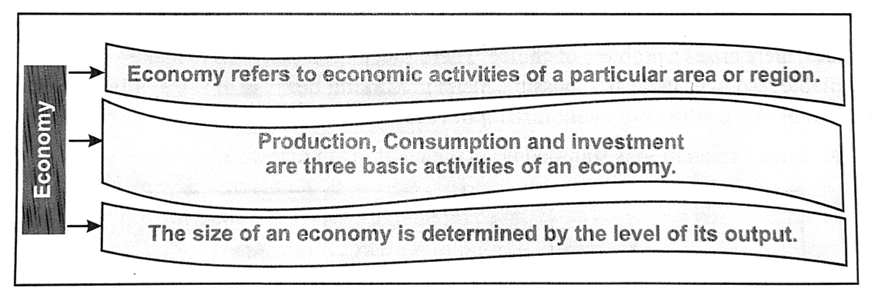 Economy
Economy refers to economic activities of a particular area or region.
Production, Consumption and investment
are three basic activities of an economy.
The size of an economy is determined by the level of its output.